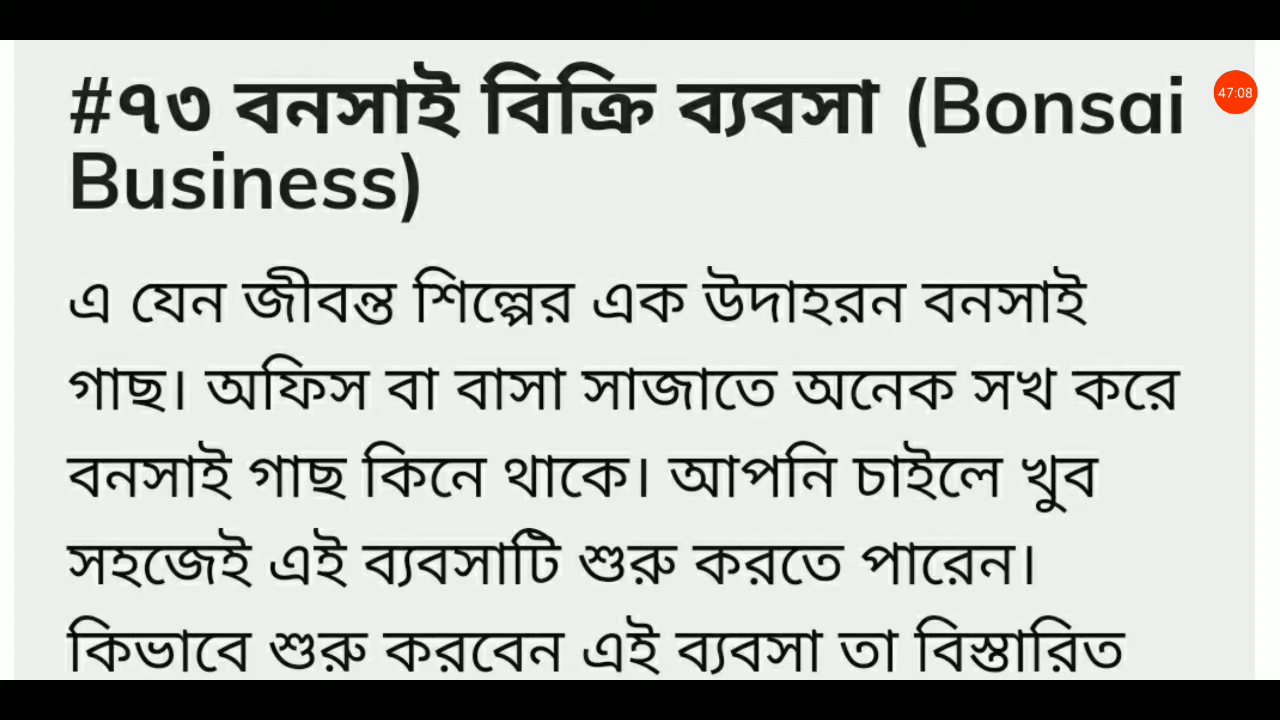 #৭৩ বনসাই বিক্রি ব্যবসা (Bonsai
Business)
47:08
এ যেন জীবন্ত শিল্পের এক উদাহরন বনসাই
গাছ। অফিস বা বাসা সাজাতে অনেক সখ করে
বনসাই গাছ কিনে থাকে। আপনি চাইলে খুব
সহজেই এই ব্যবসাটি শুরু করতে পারেন।
কিভাবে শুরু করবেন এই ব্যবসা তা বিস্তারিত